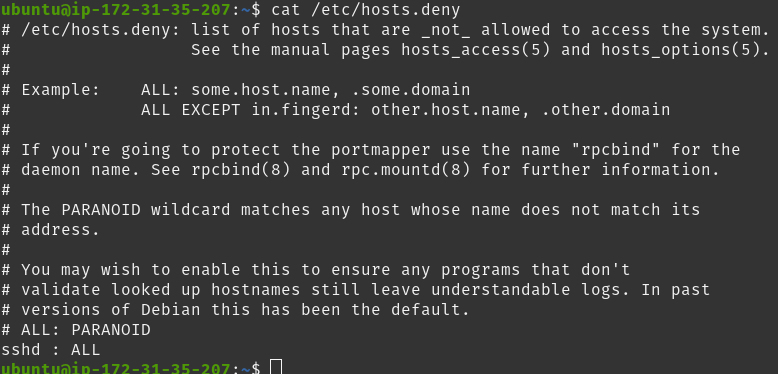 ubuntu@ip-172-31-35-207:~$ cat /etc/hosts.deny
# /etc/hosts.deny: list of hosts that are _not_ allowed to access the system.
#                  See the manual pages hosts_access(5) and hosts_options(5).
#
# Example:    ALL: some.host.name, .some.domain
#             ALL EXCEPT in.fingerd: other.host.name, .other.domain
#
# If you're going to protect the portmapper use the name "rpcbind" for the
# daemon name. See rpcbind(8) and rpc.mountd(8) for further information.
#
# The PARANOID wildcard matches any host whose name does not match its
# address.
#
# You may wish to enable this to ensure any programs that don't
# validate looked up hostnames still leave understandable logs. In past
# versions of Debian this has been the default.
# ALL: PARANOID
sshd : ALL
ubuntu@ip-172-31-35-207:~$